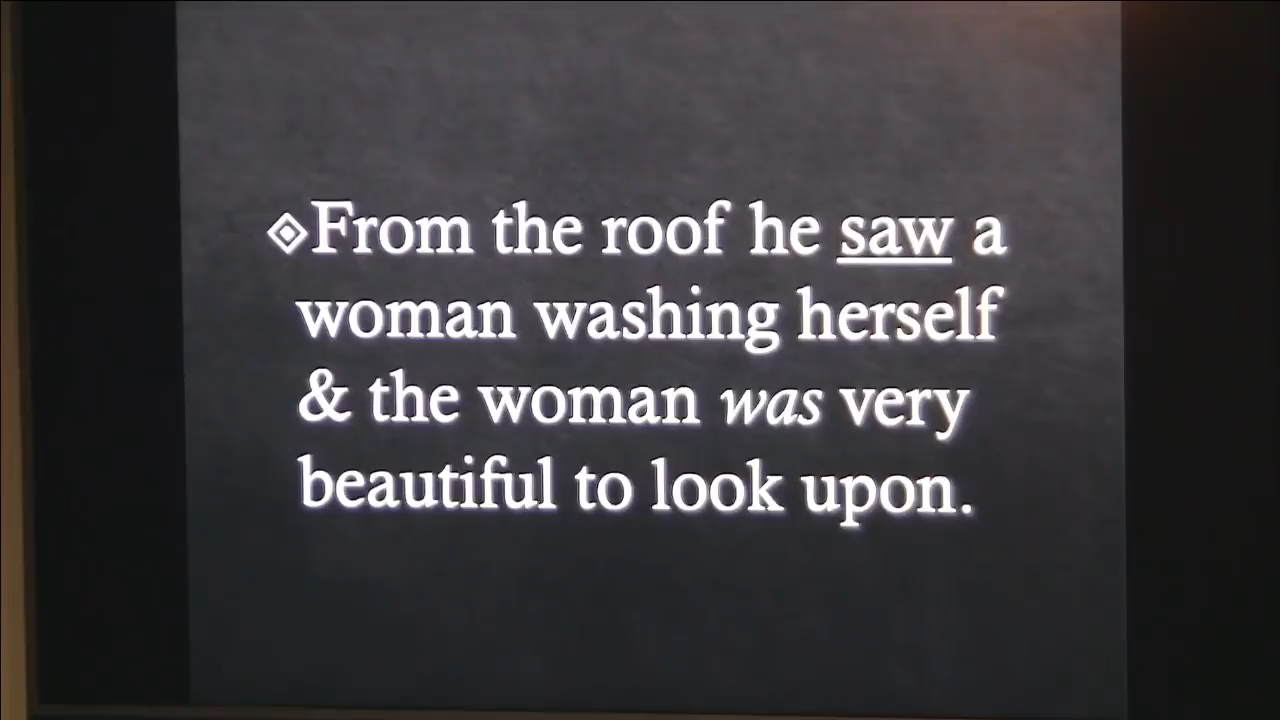 From the roof he saw a
woman washing herself
& the woman was very
beautiful to look upon.